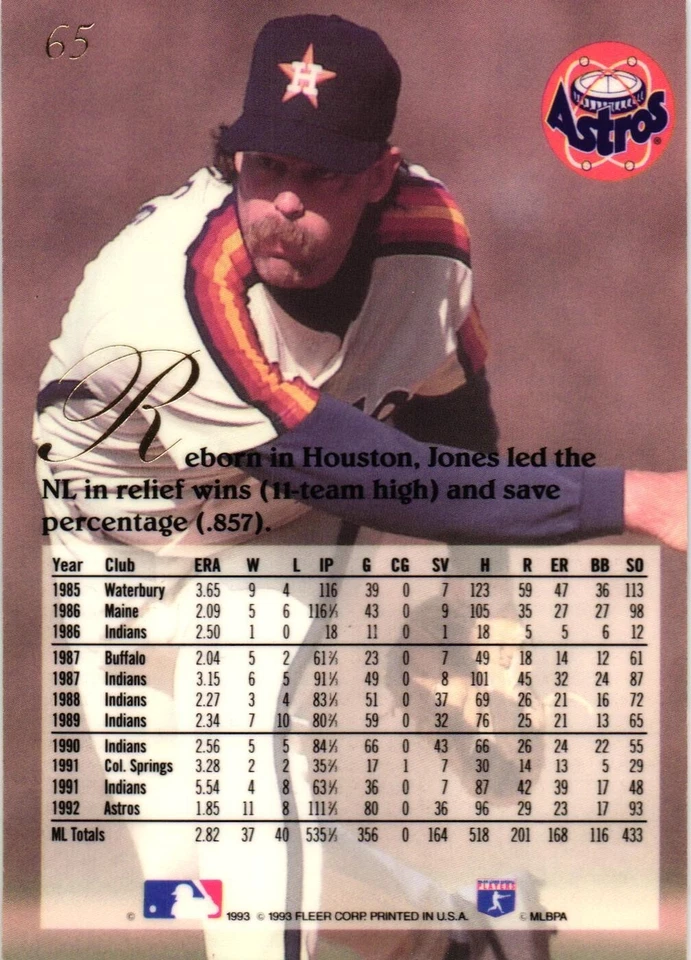 65
Astros®
H
Reborn in Houston, Jones led the
NL in relief wins (11-team high) and save
percentage (.857).
Year Club ERA W L IP G CG SV H R ER BB SO
1985 Waterbury 3.65 9 4 116 39 0 7 123 59 47 36 113
1986 Maine 2.09 5 6 116⅓ 43 0 9 105 35 27 27 98
1986 Indians 2.50 1 0 18 11 0 1 18 5 5 6 12
1987 Buffalo 2.04 5 2 61⅔ 23 0 7 49 18 14 12 61
1987 Indians 3.15 6 5 91⅓ 49 0 8 101 45 32 24 87
1988 Indians 2.27 3 4 83⅓ 51 0 37 69 26 21 16 72
1989 Indians 2.34 7 10 80⅔ 59 0 32 76 25 21 13 65
1990 Indians 2.56 5 5 84⅓ 66 0 43 66 26 24 22 55
1991 Col. Springs 3.28 2 2 35⅔ 17 1 7 30 14 13 5 29
1991 Indians 5.54 4 8 63⅓ 36 0 7 87 42 39 17 48
1992 Astros 1.85 11 8 111⅔ 80 0 36 96 29 23 17 93
ML Totals 2.82 37 40 535⅓ 356 0 164 518 201 168 116 433
PLAYERS
© 1993 © 1993 FLEER CORP. PRINTED IN U.S.A. © MLBPA